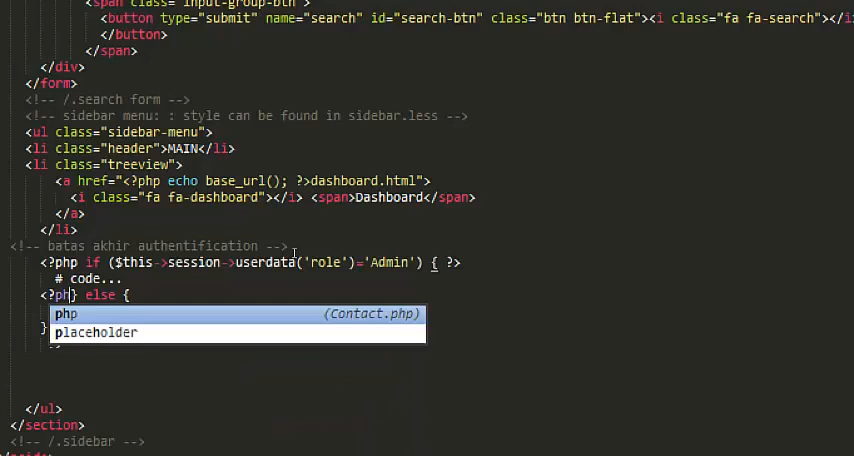 <span class="input-group-btn">
<button type="submit" name="search" id="search-btn" class="btn btn-flat"><i class="fa fa-search"></i
</button>
</span>
</div>
</form>
<!-- /.search form -->
<!-- sidebar menu: : style can be found in sidebar.less -->
<ul class="sidebar-menu">
<li class="header">MAIN</li>
<li class="treeview">
<a href="<?php echo base_url(); ?>dashboard.html">
<i class="fa fa-dashboard"></i> <span>Dashboard</span>
</a>
</li>
<!-- batas akhir authentification -->
<?php if ($this->session->userdata('role')='Admin') { ?>
# code...
<?ph} else {
php (Contact.php)
}
placeholder
</ul>
</section>
<!-- /.sidebar -->